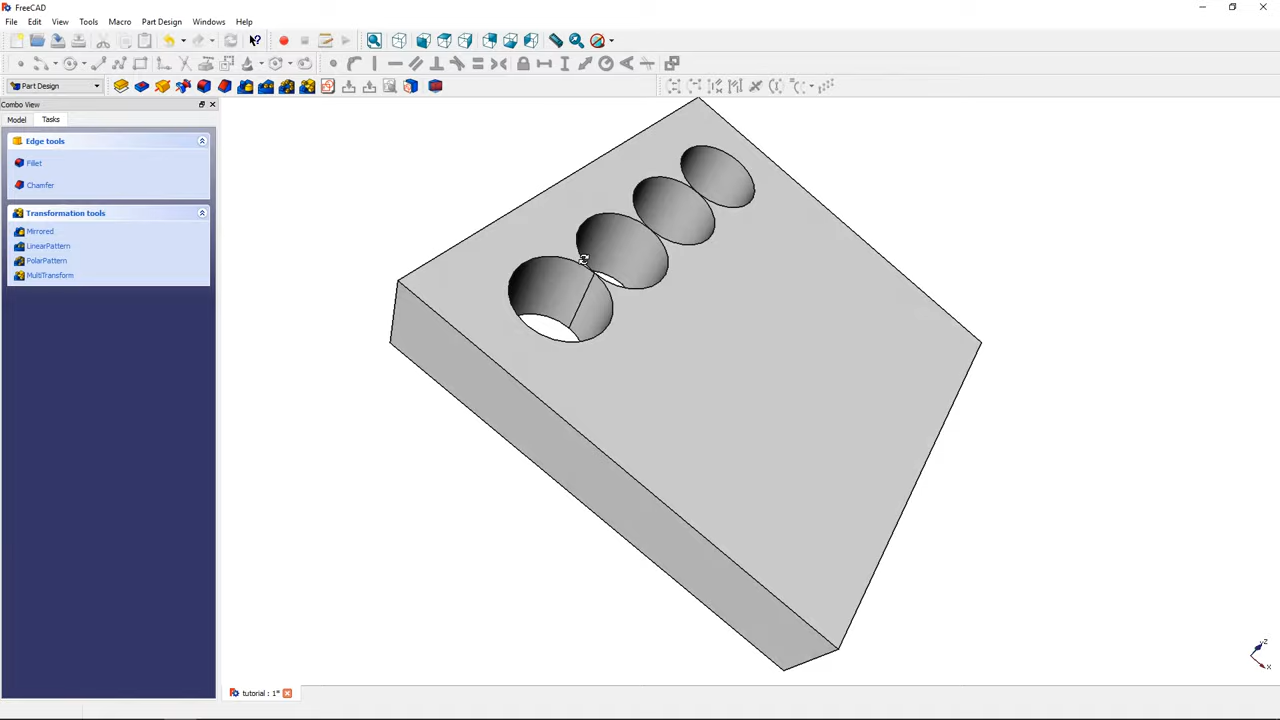 FreeCAD
File Edit View Tools Macro Part Design Windows Help
Part Design
Combo View
Model Tasks
Edge tools
Fillet
Chamfer
Transformation tools
Mirrored
LinearPattern
PolarPattern
MultiTransform
tutorial : 1*